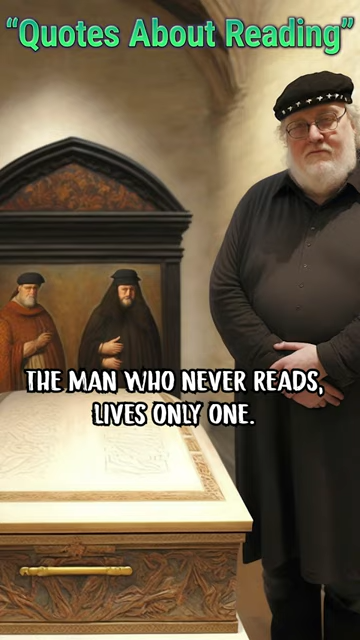 “Quotes About Reading”
THE MAN WHO NEVER READS,
LIVES ONLY ONE.